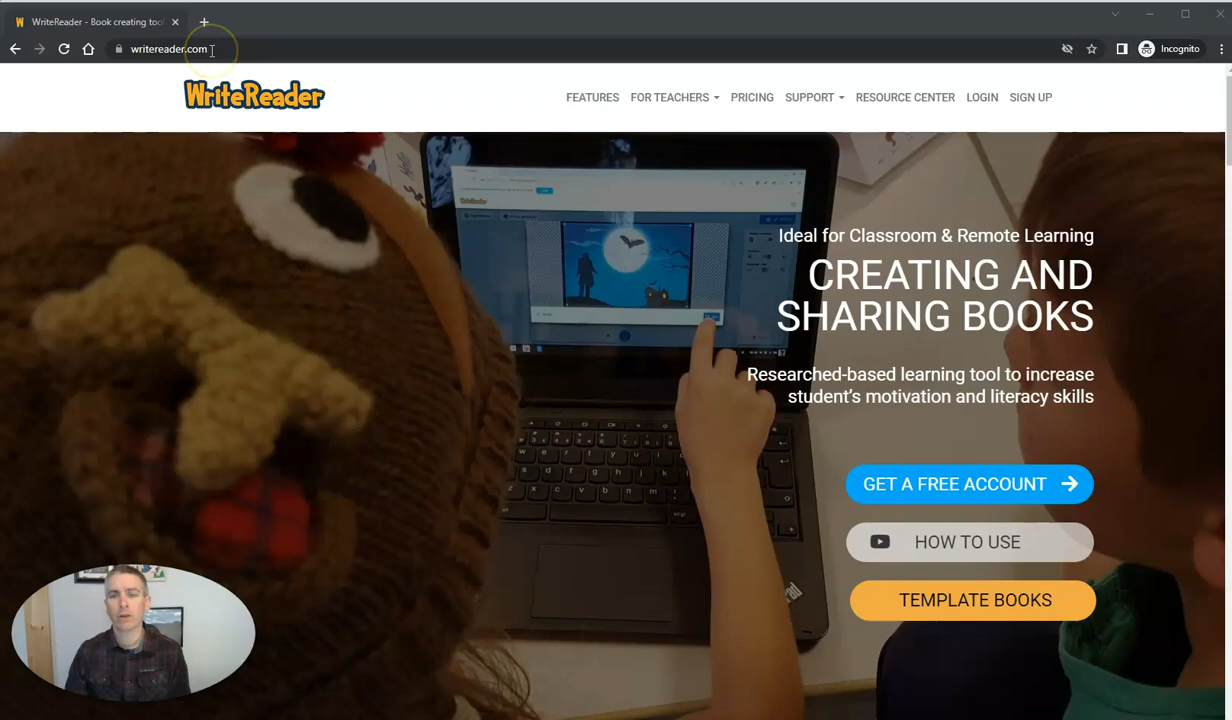 WriteReader - Book creating too
writereader.com
Incognito
WriteReader
FEATURES FOR TEACHERS PRICING SUPPORT RESOURCE CENTER LOGIN SIGN UP
Ideal for Classroom & Remote Learning
CREATING AND
SHARING BOOKS
Researched-based learning tool to increase
student's motivation and literacy skills
GET A FREE ACCOUNT
HOW TO USE
TEMPLATE BOOKS